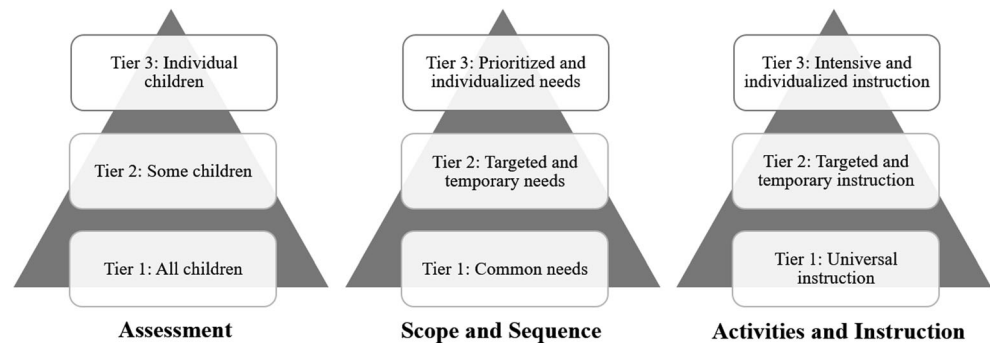 Tier 3: Individual
children
Tier 2: Some children
Tier 1: All children
Assessment
Tier 3: Prioritized and
individualized needs
Tier 2: Targeted and
temporary needs
Tier 1: Common needs
Scope and Sequence
Tier 3: Intensive and
individualized instruction
Tier 2: Targeted and
temporary instruction
Tier 1: Universal
instruction
Activities and Instruction